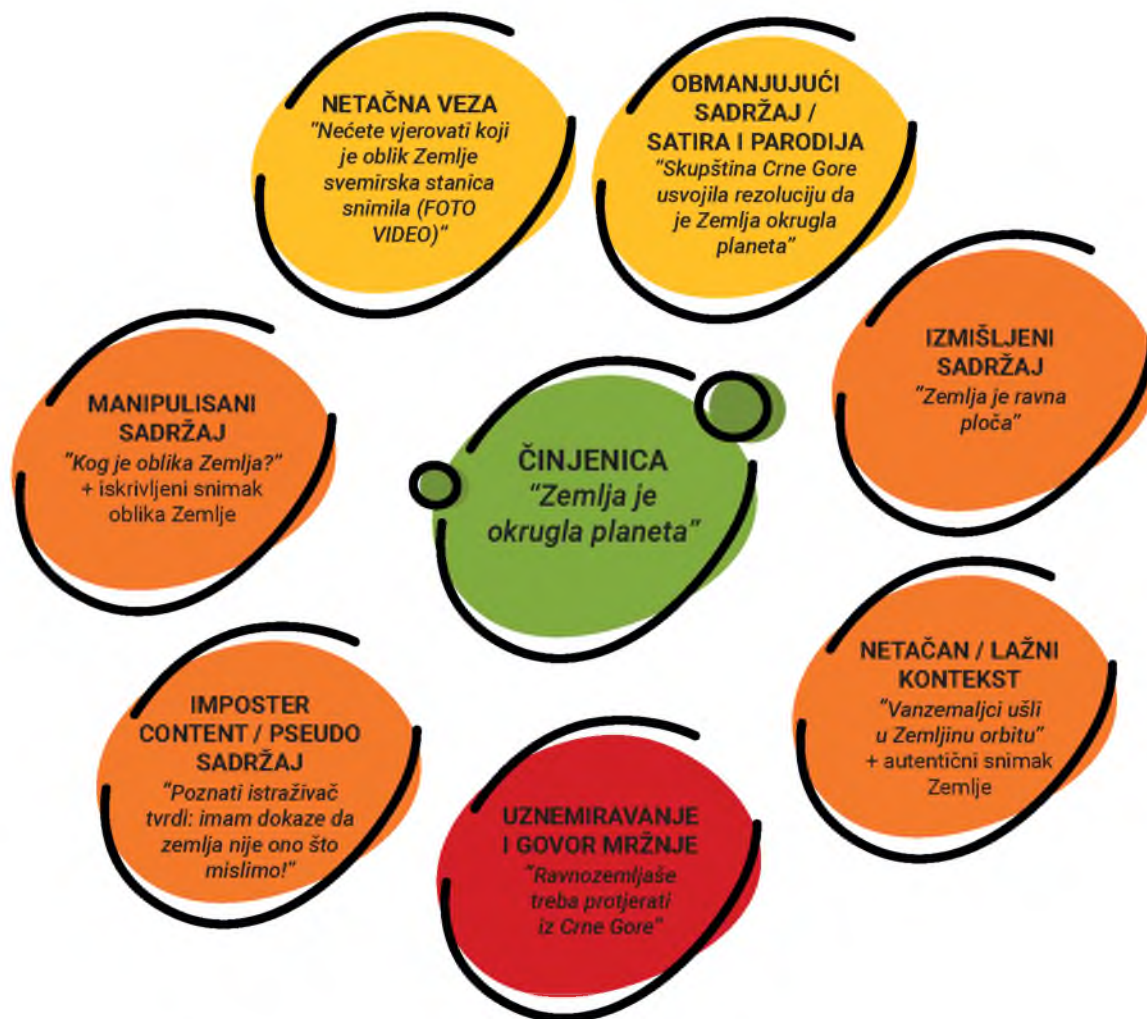 NETAČNA VEZA
"Nećete vjerovati koji
je oblik Zemlje
svemirska stanica
snimila (FOTO
VIDEO)"
OBMANJUJUĆI
SADRŽAJ /
SATIRA I PARODIJA
"Skupština Crne Gore
usvojila rezoluciju da
je Zemlja okrugla
planeta"
IZMIŠLJENI
SADRŽAJ
"Zemlja je ravna
ploča"
MANIPULISANI
SADRŽAJ
"Kog je oblika Zemlja?"
+ iskrivljeni snimak
oblika Zemlje
ČINJENICA
"Zemlja je
okrugla planeta"
NETAČAN / LAŽNI
KONTEKST
"Vanzemaljci ušli
u Zemljinu orbitu"
+ autentični snimak
Zemlje
IMPOSTER
CONTENT / PSEUDO
SADRŽAJ
"Poznati istraživač
tvrdi: imam dokaze da
zemlja nije ono što
mislimo!"
UZNEMIRAVANJE
I GOVOR MRŽNJE
"Ravnozemljaše
treba protjerati
iz Crne Gore"